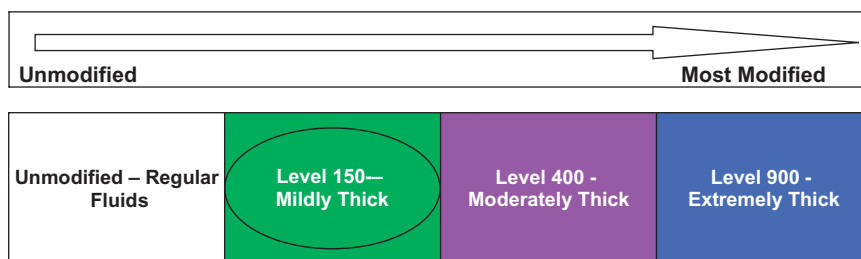 Unmodified Most Modified
Unmodified – Regular
Fluids
Level 150-–
Mildly Thick
Level 400 -
Moderately Thick
Level 900 -
Extremely Thick